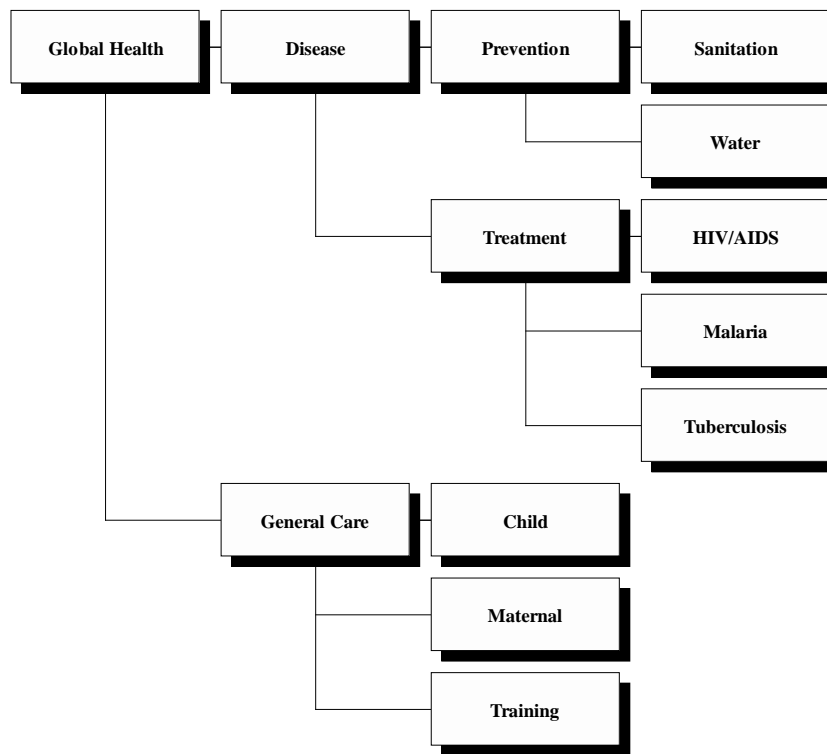 Global Health
Disease
Prevention
Sanitation
Water
Treatment
HIV/AIDS
Malaria
Tuberculosis
General Care
Child
Maternal
Training